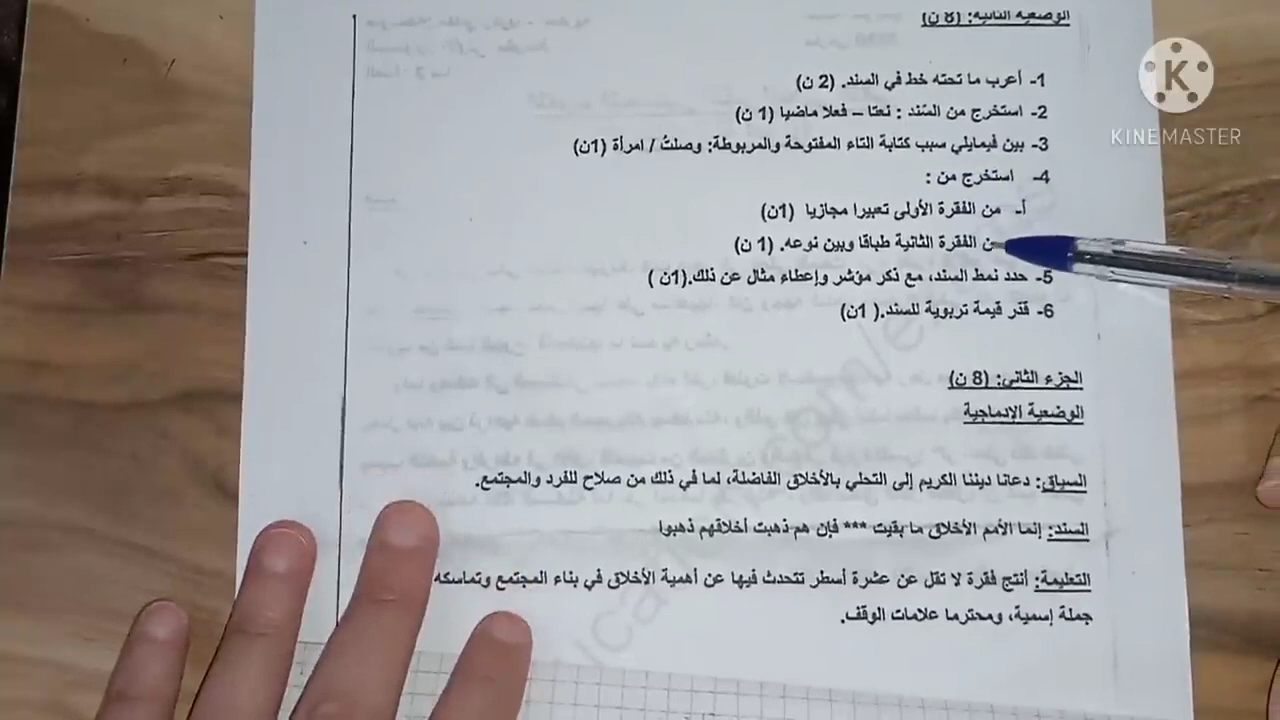 الوضعية الثانية: (8 ن)
K
KINEMASTER
1- أعرب ما تحته خط في السند. (2 ن)
2- استخرج من السّند : نعتا – فعلا ماضيا (1 ن)
3- بين فيمايلي سبب كتابة التاء المفتوحة والمربوطة: وصلتُ / امرأة (1ن)
4- استخرج من :
أ- من الفقرة الأولى تعبيرا مجازيا (1ن)
ن الفقرة الثانية طباقا وبين نوعه. (1 ن)
5- حدد نمط السند، مع ذكر مؤشر وإعطاء مثال عن ذلك.(1ن )
6- قدّر قيمة تربوية للسند.( 1ن)
الجزء الثاني: (8 ن)
الوضعية الإدماجية
السياق: دعانا ديننا الكريم إلى التحلي بالأخلاق الفاضلة، لما في ذلك من صلاح للفرد والمجتمع.
السند: إنما الأمم الأخلاق ما بقيت *** فإن هم ذهبت أخلاقهم ذهبوا
التعليمة: أنتج فقرة لا تقل عن عشرة أسطر تتحدث فيها عن أهمية الأخلاق في بناء المجتمع وتماسكه
جملة إسمية، ومحترما علامات الوقف.